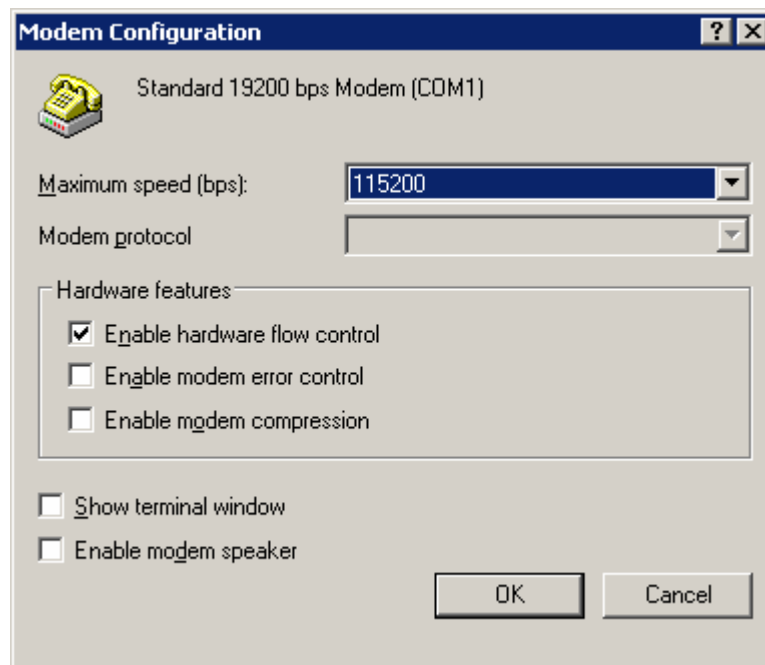 Modem Configuration
Standard 19200 bps Modem (COM1)
Maximum speed (bps): 115200
Modem protocol
Hardware features
Enable hardware flow control
Enable modem error control
Enable modem compression
Show terminal window
Enable modem speaker
OK Cancel